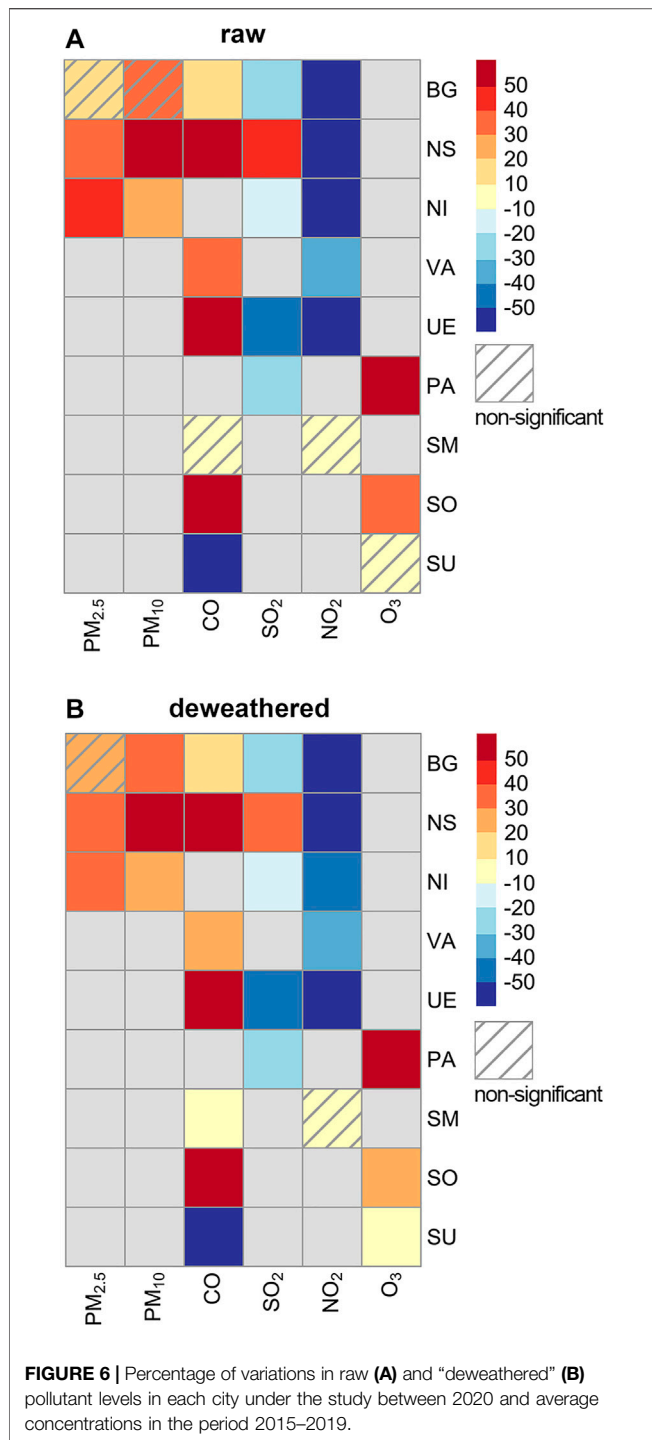 A raw
50
40
30
20
10
-10
-20
-30
-40
-50
non-significant
BG
NS
NI
VA
UE
PA
SM
SO
SU
PM2.5 PM10 CO SO2 NO2 O3
B deweathered
50
40
30
20
10
-10
-20
-30
-40
-50
non-significant
BG
NS
NI
VA
UE
PA
SM
SO
SU
PM2.5 PM10 CO SO2 NO2 O3
FIGURE 6 | Percentage of variations in raw (A) and “deweathered” (B)
pollutant levels in each city under the study between 2020 and average
concentrations in the period 2015–2019.